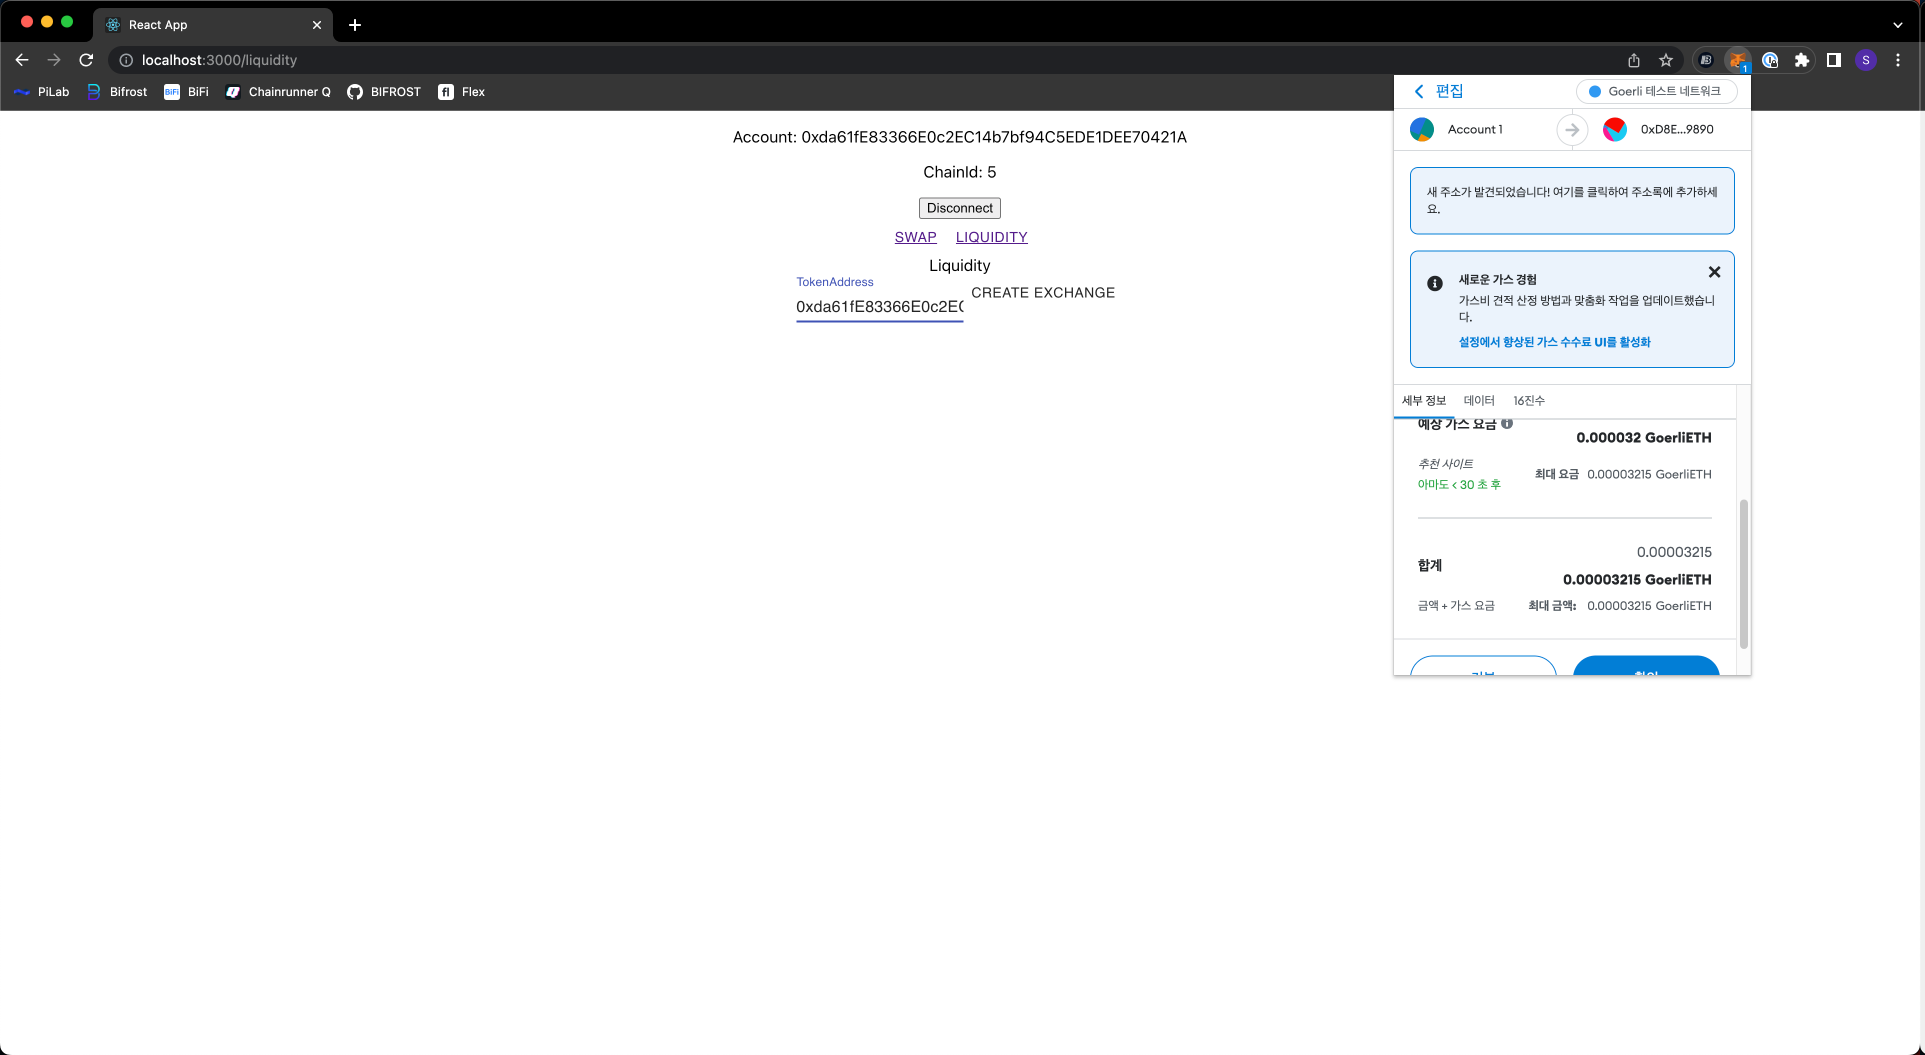 React App
localhost:3000/liquidity
1
S
PiLab
Bifrost
BiFi
BiFi
Chainrunner Q
BIFROST
fl
Flex
Account: 0xda61fE83366E0c2EC14b7bf94C5EDE1DEE70421A
ChainId: 5
Disconnect
SWAP LIQUIDITY
Liquidity
TokenAddress
0xda61fE83366E0c2EC
CREATE EXCHANGE
편집
Goerli 테스트 네트워크
Account 1
0xD8E...9890
새 주소가 발견되었습니다! 여기를 클릭하여 주소록에 추가하세
요.
새로운 가스 경험
가스비 견적 산정 방법과 맞춤화 작업을 업데이트했습니
다.
설정에서 향상된 가스 수수료 UI를 활성화
세부 정보 데이터 16진수
예상 가스 요금
0.000032 GoerliETH
추천 사이트
아마도 < 30 초 후
최대 요금 0.00003215 GoerliETH
0.00003215
합계
0.00003215 GoerliETH
금액 + 가스 요금
최대 금액: 0.00003215 GoerliETH